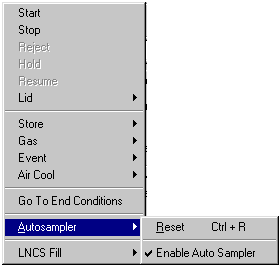 Start
Stop
Reject
Hold
Resume
Lid
Store
Gas
Event
Air Cool
Go To End Conditions
Autosampler
Reset Ctrl + R
LNCS Fill
Enable Auto Sampler